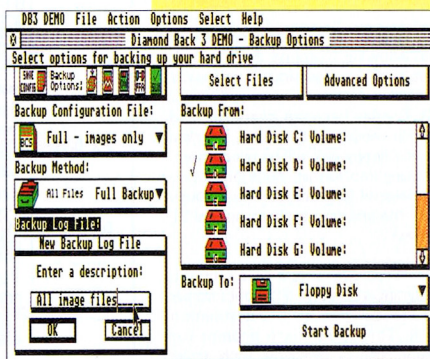 DB3 DEMO File Action Options Select Help
Diamond Back 3 DEMO - Backup Options
Select options for backing up your hard drive
SAVE CONFIG Backup Options:
Select Files
Advanced Options
Backup Configuration File:
BCS Full - images only
Backup Method:
All Files Full Backup
Backup Log File:
New Backup Log File
Enter a description:
All image files____
OK Cancel
Backup From:
Hard Disk C: Volume:
√ Hard Disk D: Volume:
Hard Disk E: Volume:
Hard Disk F: Volume:
Hard Disk G: Volume:
Backup To: Floppy Disk
Start Backup